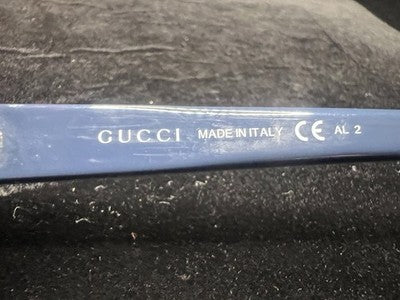 GUCCI MADE IN ITALY CE AL 2